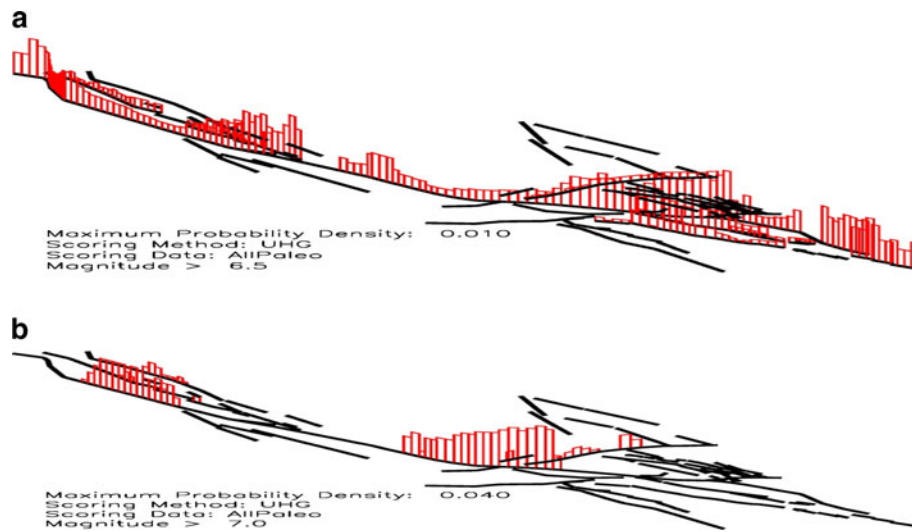 a
Maximum Probability Density: 0.010
Scoring Method: UHG
Scoring Data: AllPaleo
Magnitude > 6.5
b
Maximum Probability Density: 0.040
Scoring Method: UHG
Scoring Data: AllPaleo
Magnitude > 7.0